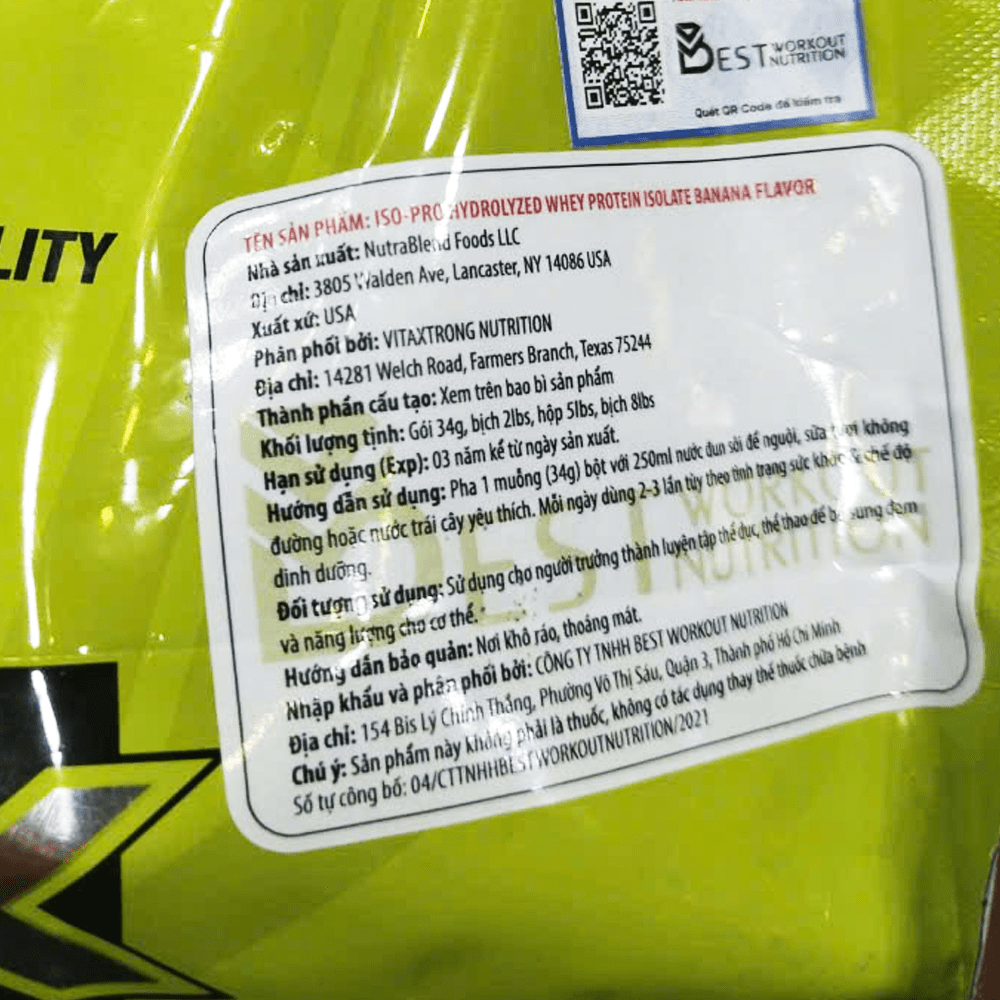 BEST WORKOUT NUTRITION
Quét QR Code để kiểm tra
LITY
TÊN SẢN PHẨM: ISO-PRO HYDROLYZED WHEY PROTEIN ISOLATE BANANA FLAVOR
Nhà sản xuất: NutraBlend Foods LLC
Địa chỉ: 3805 Walden Ave, Lancaster, NY 14086 USA
Xuất xứ: USA
Phân phối bởi: VITAXTRONG NUTRITION
Địa chỉ: 14281 Welch Road, Farmers Branch, Texas 75244
Thành phần cấu tạo: Xem trên bao bì sản phẩm
Khối lượng tịnh: Gói 34g, bịch 2lbs, hộp 5lbs, bịch 8lbs
Hạn sử dụng (Exp): 03 năm kể từ ngày sản xuất.
Hướng dẫn sử dụng: Pha 1 muỗng (34g) bột với 250ml nước đun sôi để nguội, sữa tươi không
đường hoặc nước trái cây yêu thích. Mỗi ngày dùng 2-3 lần tùy theo tình trạng sức khỏe & chế độ
dinh dưỡng.
Đối tượng sử dụng: Sử dụng cho người trưởng thành luyện tập thể dục, thể thao để bổ sung đạm
và năng lượng cho cơ thể.
Hướng dẫn bảo quản: Nơi khô ráo, thoáng mát.
Nhập khẩu và phân phối bởi: CÔNG TY TNHH BEST WORKOUT NUTRITION
Địa chỉ: 154 Bis Lý Chính Thắng, Phường Võ Thị Sáu, Quận 3, Thành phố Hồ Chí Minh
Chú ý: Sản phẩm này không phải là thuốc, không có tác dụng thay thế thuốc chữa bệnh
Số tự công bố: 04/CTTNHHBESTWORKOUTNUTRITION/2021
BEST WORKOUT NUTRITION